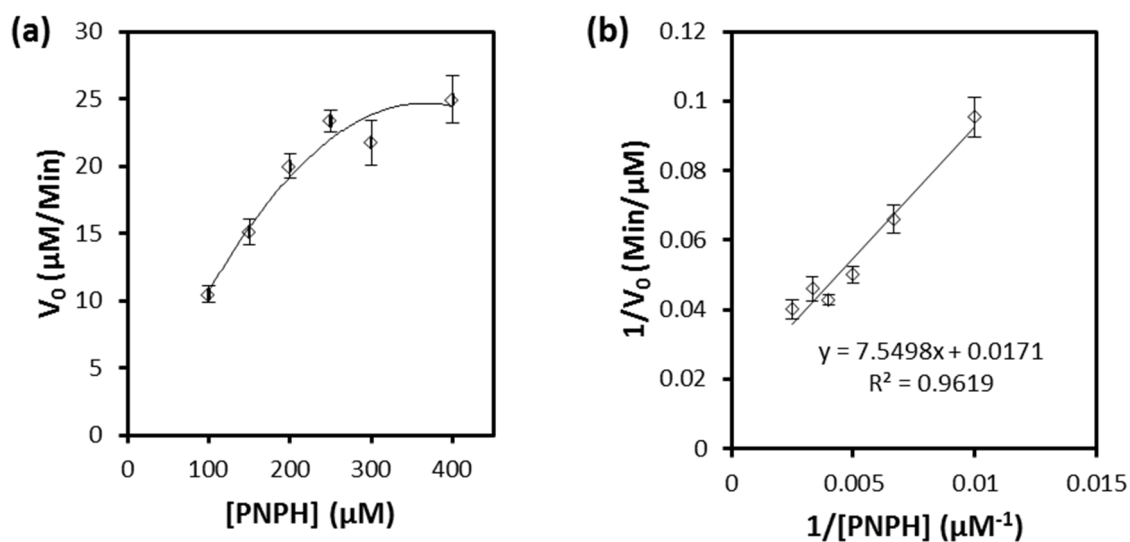 (a)
30
25
20
15
10
5
0
V₀ (µM/Min)
0 100 200 300 400
[PNPH] (µM)
(b)
0.12
0.1
0.08
0.06
0.04
0.02
0
1/V₀ (Min/µM)
y = 7.5498x + 0.0171
R² = 0.9619
0 0.005 0.01 0.015
1/[PNPH] (µM⁻¹)